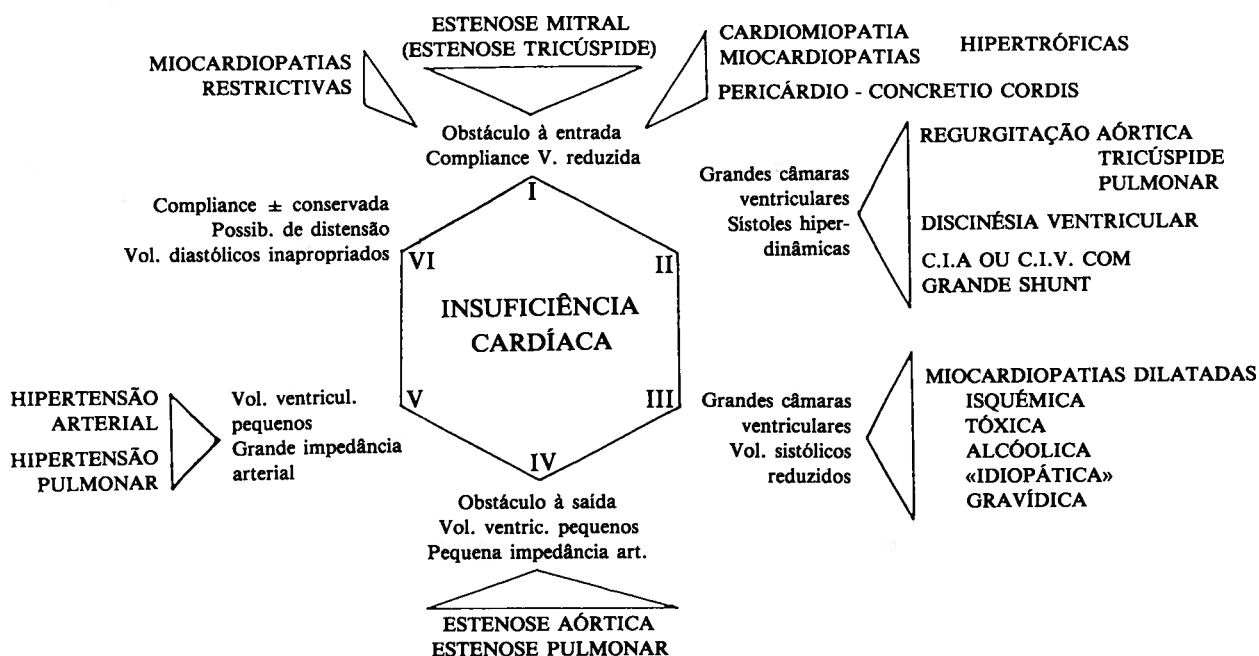 ESTENOSE MITRAL
(ESTENOSE TRICÚSPIDE)
MIOCARDIOPATIAS
RESTRICTIVAS
CARDIOMIOPATIA
MIOCARDIOPATIAS
HIPERTRÓFICAS
PERICÁRDIO - CONCRETIO CORDIS
Obstáculo à entrada
Compliance V. reduzida
I
Grandes câmaras
ventriculares
Sístoles hiper-
dinâmicas
REGURGITAÇÃO AÓRTICA
TRICÚSPIDE
PULMONAR
DISCINÉSIA VENTRICULAR
C.I.A OU C.I.V. COM
GRANDE SHUNT
II
Compliance ± conservada
Possib. de distensão
Vol. diastólicos inapropriados
VI
INSUFICIÊNCIA
CARDÍACA
HIPERTENSÃO
ARTERIAL
HIPERTENSÃO
PULMONAR
Vol. ventricul.
pequenos
Grande impedância
arterial
V
III
Grandes câmaras
ventriculares
Vol. sistólicos
reduzidos
MIOCARDIOPATIAS DILATADAS
ISQUÉMICA
TÓXICA
ALCÓOLICA
«IDIOPÁTICA»
GRAVÍDICA
IV
Obstáculo à saída
Vol. ventric. pequenos
Pequena impedância art.
ESTENOSE AÓRTICA
ESTENOSE PULMONAR